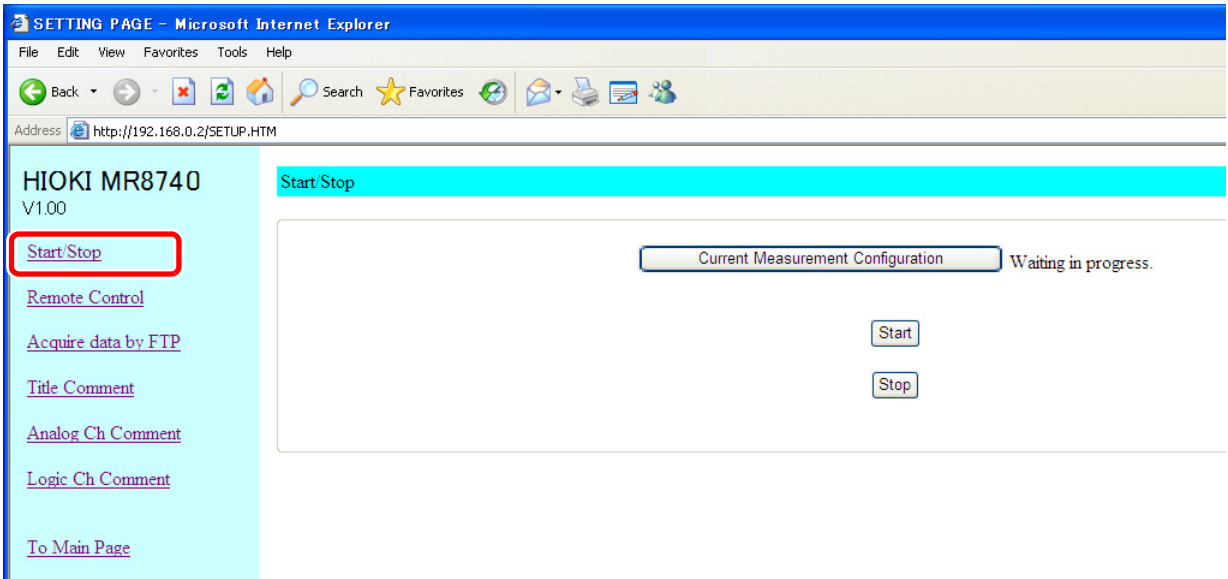 SETTING PAGE - Microsoft Internet Explorer
File Edit View Favorites Tools Help
Back Search Favorites
Address http://192.168.0.2/SETUP.HTM
HIOKI MR8740
V1.00
Start/Stop
Remote Control
Acquire data by FTP
Title Comment
Analog Ch Comment
Logic Ch Comment
To Main Page
Start/Stop
Current Measurement Configuration Waiting in progress.
Start
Stop